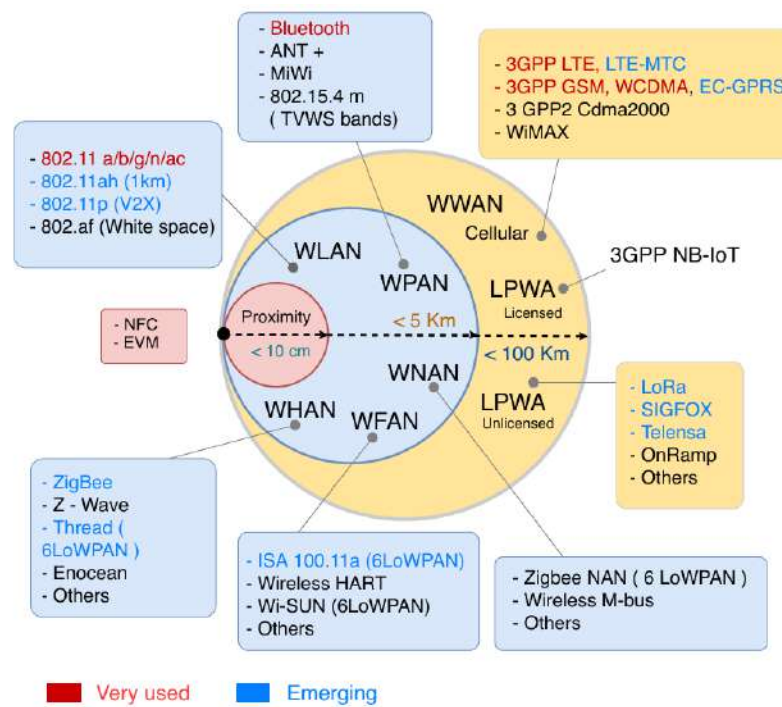 - Bluetooth
- ANT +
- MiWi
- 802.15.4 m
( TVWS bands)
- 3GPP LTE, LTE-MTC
- 3GPP GSM, WCDMA, EC-GPRS
- 3 GPP2 Cdma2000
- WiMAX
- 802.11 a/b/g/n/ac
- 802.11ah (1km)
- 802.11p (V2X)
- 802.af (White space)
WWAN
Cellular
WLAN
WPAN
3GPP NB-IoT
LPWA
Licensed
- NFC
- EVM
Proximity
< 10 cm
< 5 Km
< 100 Km
WNAN
LPWA
Unlicensed
WHAN
WFAN
- LoRa
- SIGFOX
- Telensa
- OnRamp
- Others
- ZigBee
- Z - Wave
- Thread (
6LoWPAN )
- Enocean
- Others
- ISA 100.11a (6LoWPAN)
- Wireless HART
- Wi-SUN (6LoWPAN)
- Others
- Zigbee NAN ( 6 LoWPAN )
- Wireless M-bus
- Others
Very used
Emerging